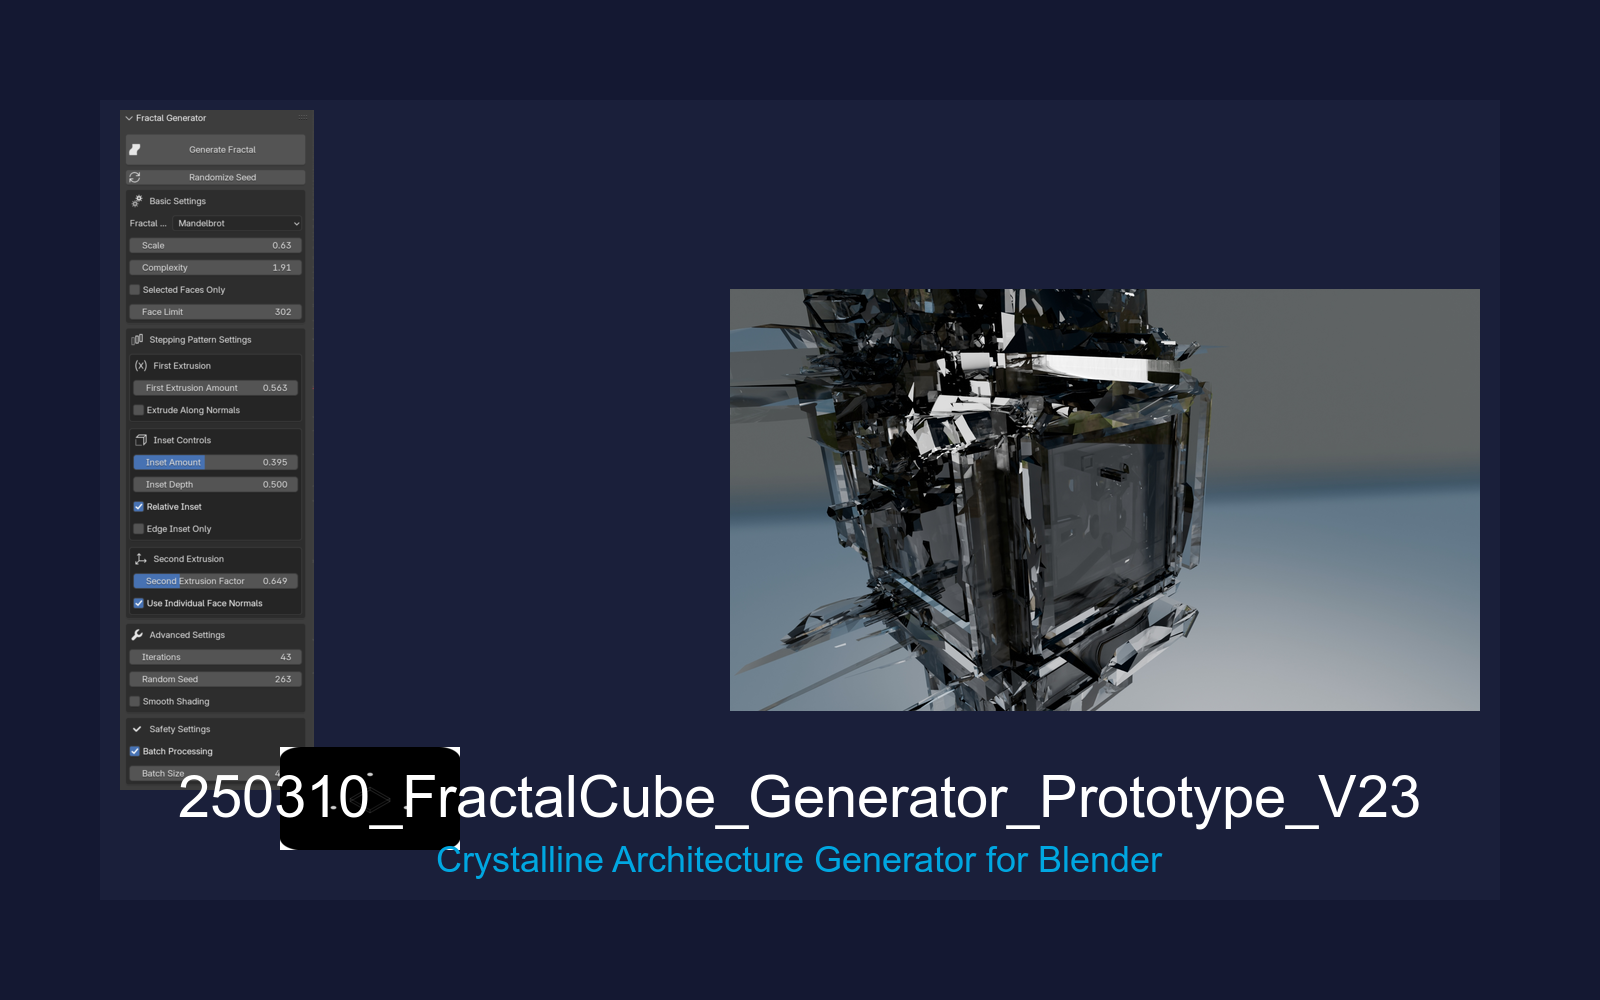 Fractal Generator
Generate Fractal
Randomize Seed
Basic Settings
Fractal ... Mandelbrot
Scale 0.63
Complexity 1.91
Selected Faces Only
Face Limit 302
Stepping Pattern Settings
First Extrusion
First Extrusion Amount 0.563
Extrude Along Normals
Inset Controls
Inset Amount 0.395
Inset Depth 0.500
Relative Inset
Edge Inset Only
Second Extrusion
Second Extrusion Factor 0.649
Use Individual Face Normals
Advanced Settings
Iterations 43
Random Seed 263
Smooth Shading
Safety Settings
Batch Processing
Batch Size
250310_FractalCube_Generator_Prototype_V23
Crystalline Architecture Generator for Blender